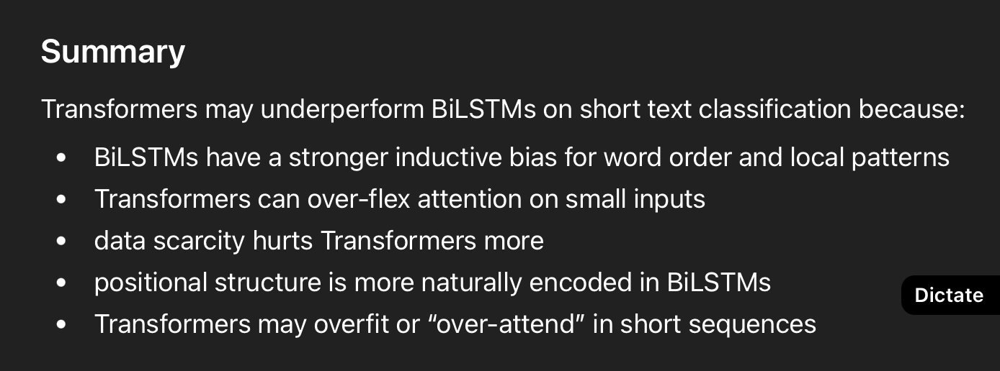 Summary
Transformers may underperform BiLSTMs on short text classification because:
• BiLSTMs have a stronger inductive bias for word order and local patterns
• Transformers can over-flex attention on small inputs
• data scarcity hurts Transformers more
• positional structure is more naturally encoded in BiLSTMs
Dictate
• Transformers may overfit or “over-attend” in short sequences